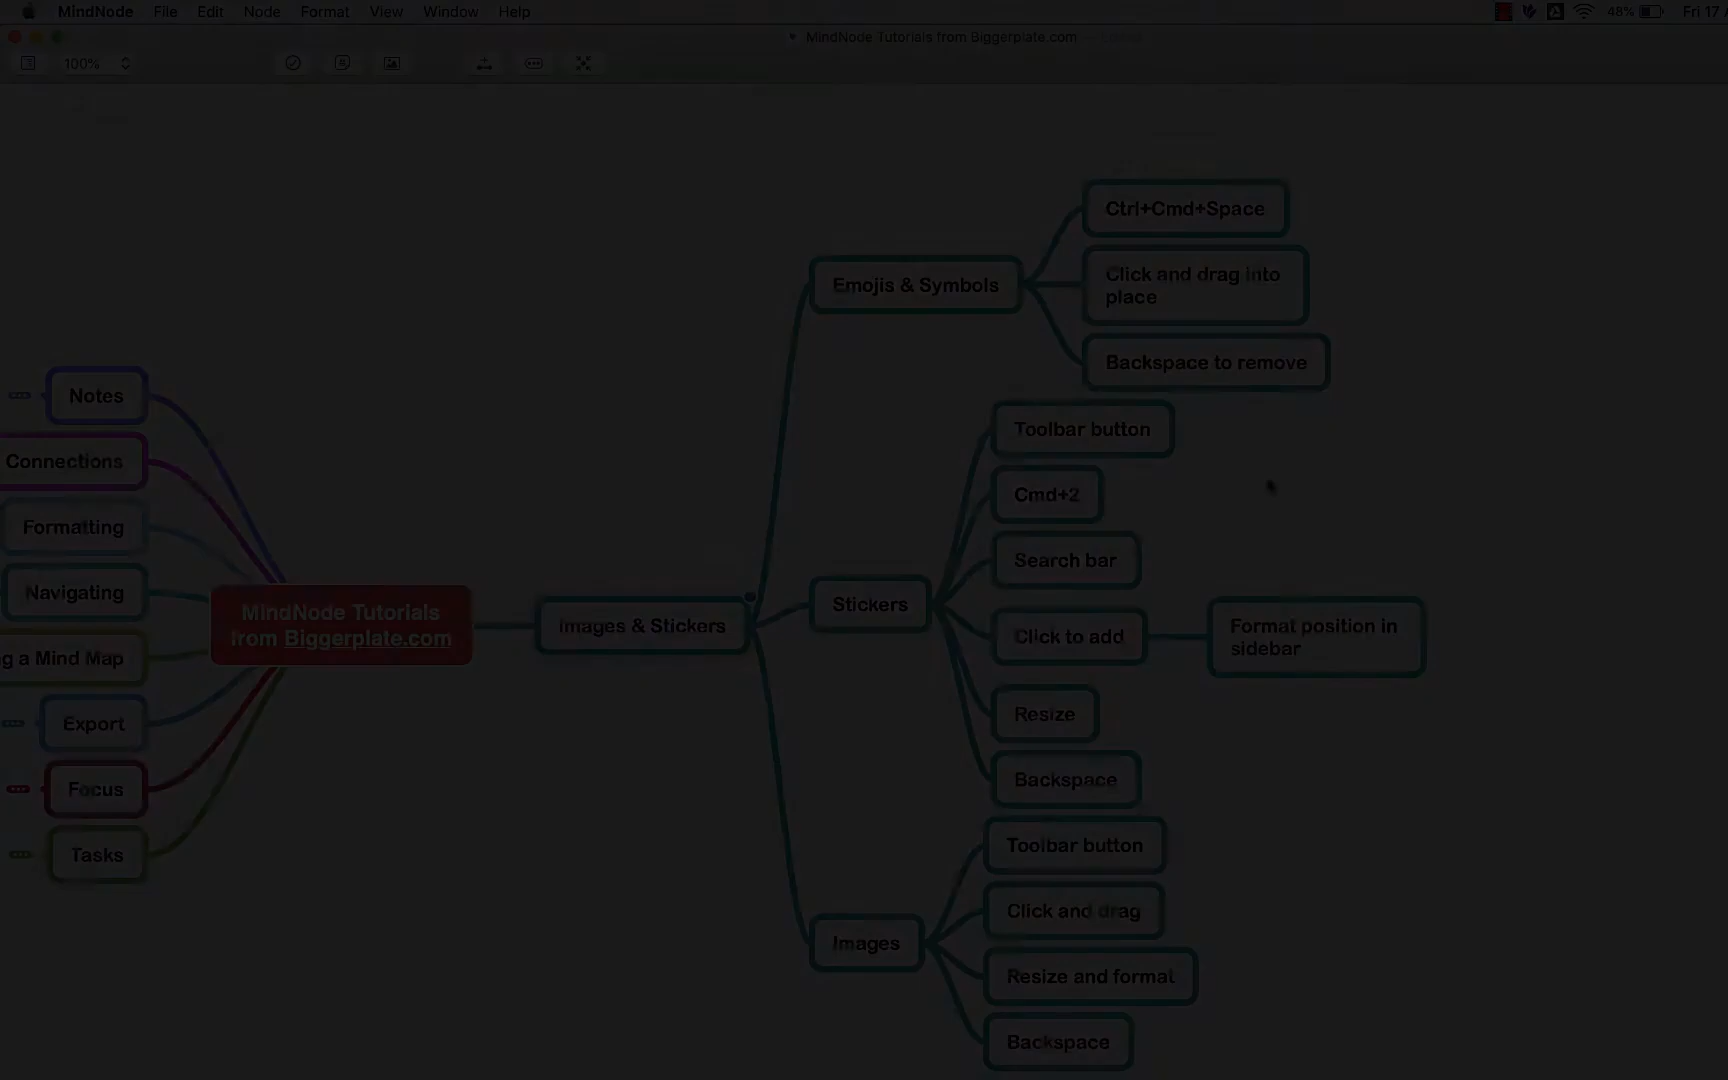 MindNode File Edit Node Format View Window Help
48% Fri 17
MindNode Tutorials from Biggerplate.com
100%
Ctrl+Cmd+Space
Click and drag into
place
Backspace to remove
Emojis & Symbols
Toolbar button
Cmd+2
Search bar
Click to add
Format position in
sidebar
Resize
Backspace
Stickers
Toolbar button
Click and drag
Resize and format
Backspace
Images
Images & Stickers
MindNode Tutorials
from Biggerplate.com
Notes
Connections
Formatting
Navigating
g a Mind Map
Export
Focus
Tasks